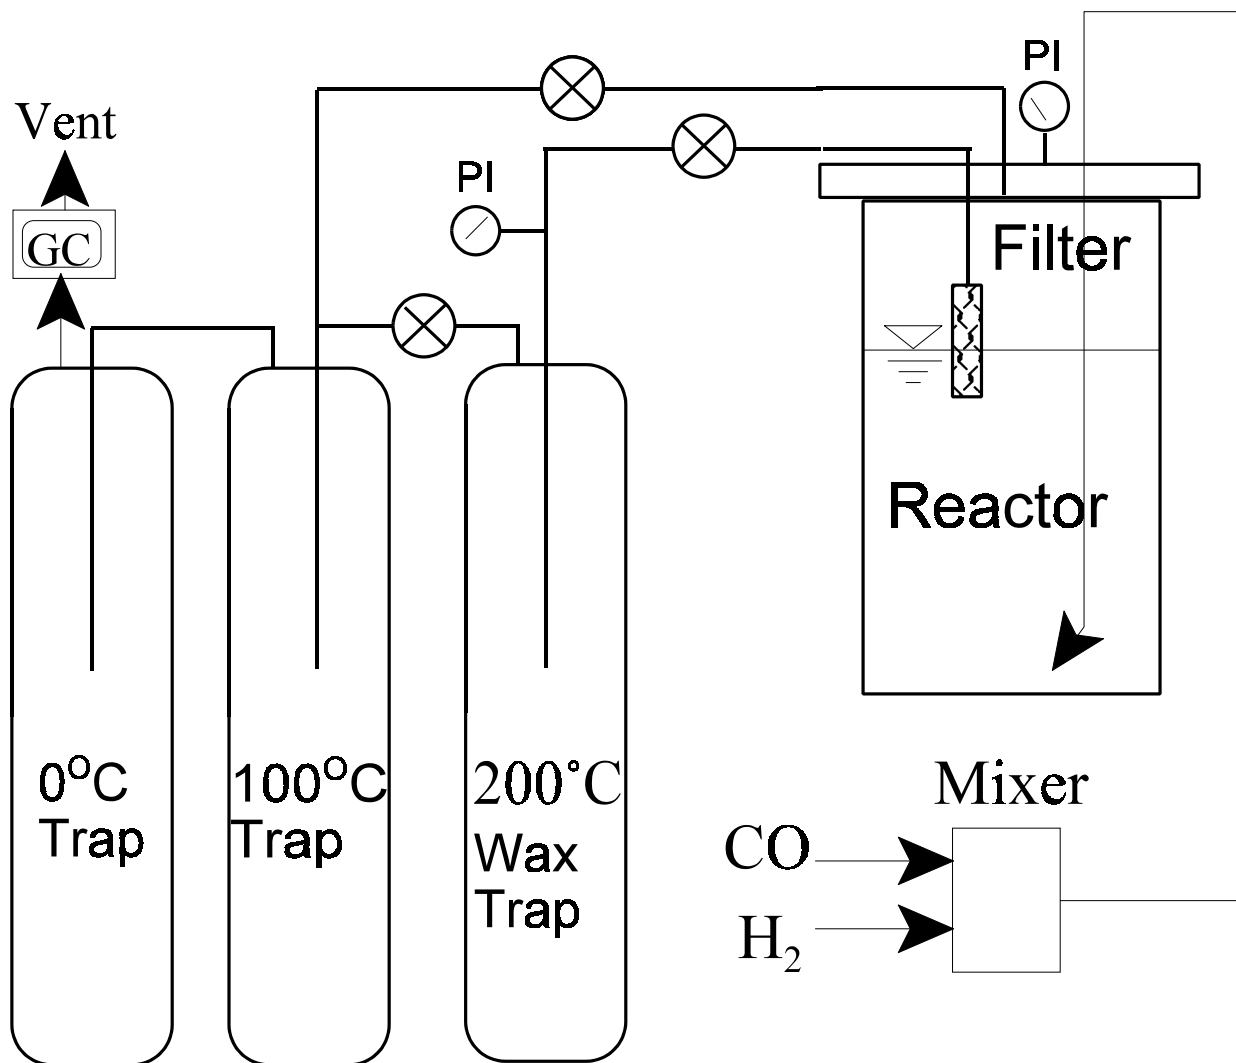 PI
Vent
PI
GC
Filter
Reactor
0°C
Trap
100°C
Trap
200°C
Wax
Trap
Mixer
CO
H₂